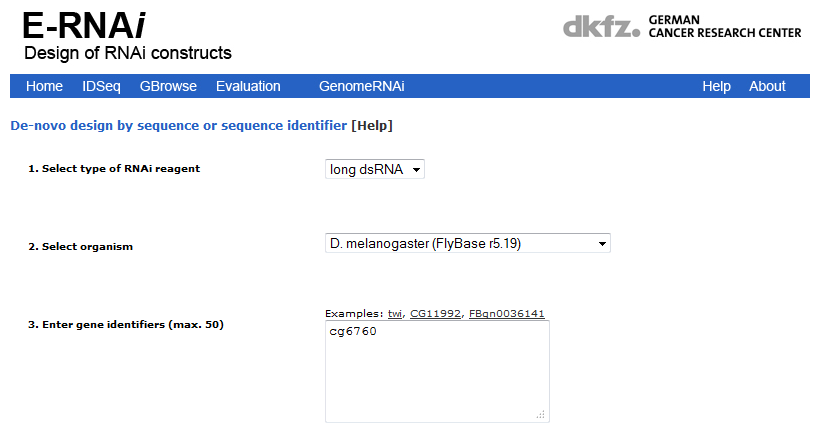 E-RNAi
Design of RNAi constructs
dkfz. GERMAN
CANCER RESEARCH CENTER
Home IDSeq GBrowse Evaluation GenomeRNAi Help About
De-novo design by sequence or sequence identifier [Help]
1. Select type of RNAi reagent
long dsRNA
2. Select organism
D. melanogaster (FlyBase r5.19)
3. Enter gene identifiers (max. 50)
Examples: twi, CG11992, FBgn0036141
cg6760